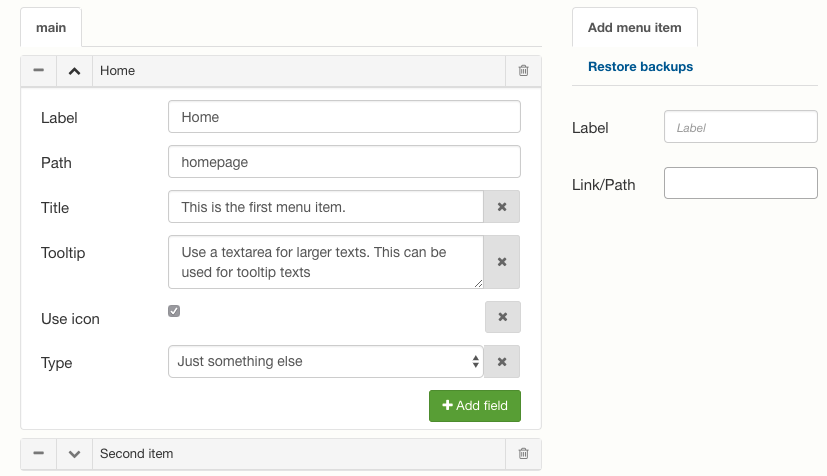 main
Home
Label
Home
Path
homepage
Title
This is the first menu item.
Tooltip
Use a textarea for larger texts. This can be
used for tooltip texts
Use icon
Type
Just something else
Add field
Second item
Add menu item
Restore backups
Label
Label
Link/Path